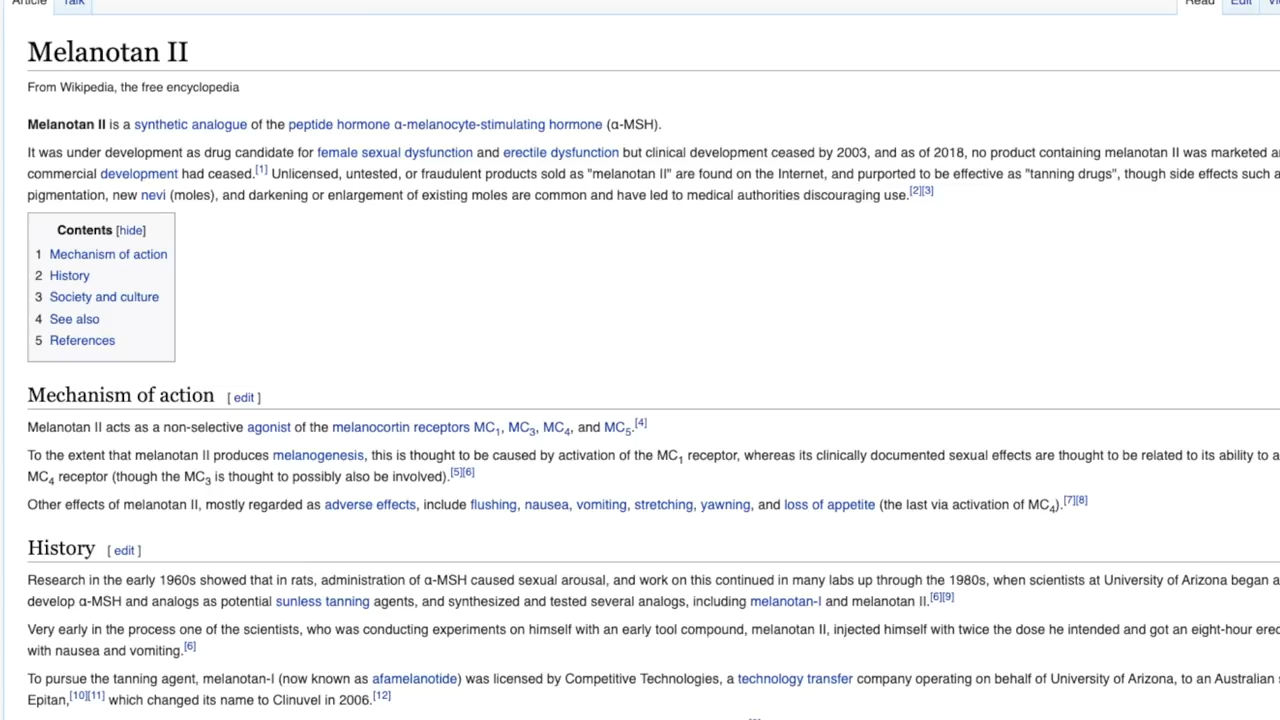 Article Talk Read Edit
Melanotan II
From Wikipedia, the free encyclopedia
Melanotan II is a synthetic analogue of the peptide hormone α-melanocyte-stimulating hormone (α-MSH).
It was under development as drug candidate for female sexual dysfunction and erectile dysfunction but clinical development ceased by 2003, and as of 2018, no product containing melanotan II was marketed
commercial development had ceased.[1] Unlicensed, untested, or fraudulent products sold as "melanotan II" are found on the Internet, and purported to be effective as "tanning drugs", though side effects such
pigmentation, new nevi (moles), and darkening or enlargement of existing moles are common and have led to medical authorities discouraging use.[2][3]
Contents [hide]
1 Mechanism of action
2 History
3 Society and culture
4 See also
5 References
Mechanism of action [ edit ]
Melanotan II acts as a non-selective agonist of the melanocortin receptors MC1, MC3, MC4, and MC5.[4]
To the extent that melanotan II produces melanogenesis, this is thought to be caused by activation of the MC1 receptor, whereas its clinically documented sexual effects are thought to be related to its ability to
MC4 receptor (though the MC3 is thought to possibly also be involved).[5][6]
Other effects of melanotan II, mostly regarded as adverse effects, include flushing, nausea, vomiting, stretching, yawning, and loss of appetite (the last via activation of MC4).[7][8]
History [ edit ]
Research in the early 1960s showed that in rats, administration of α-MSH caused sexual arousal, and work on this continued in many labs up through the 1980s, when scientists at University of Arizona began
develop α-MSH and analogs as potential sunless tanning agents, and synthesized and tested several analogs, including melanotan-I and melanotan II.[6][9]
Very early in the process one of the scientists, who was conducting experiments on himself with an early tool compound, melanotan II, injected himself with twice the dose he intended and got an eight-hour
with nausea and vomiting.[6]
To pursue the tanning agent, melanotan-I (now known as afamelanotide) was licensed by Competitive Technologies, a technology transfer company operating on behalf of University of Arizona, to an Australian
Epitan,[10][11] which changed its name to Clinuvel in 2006.[12]